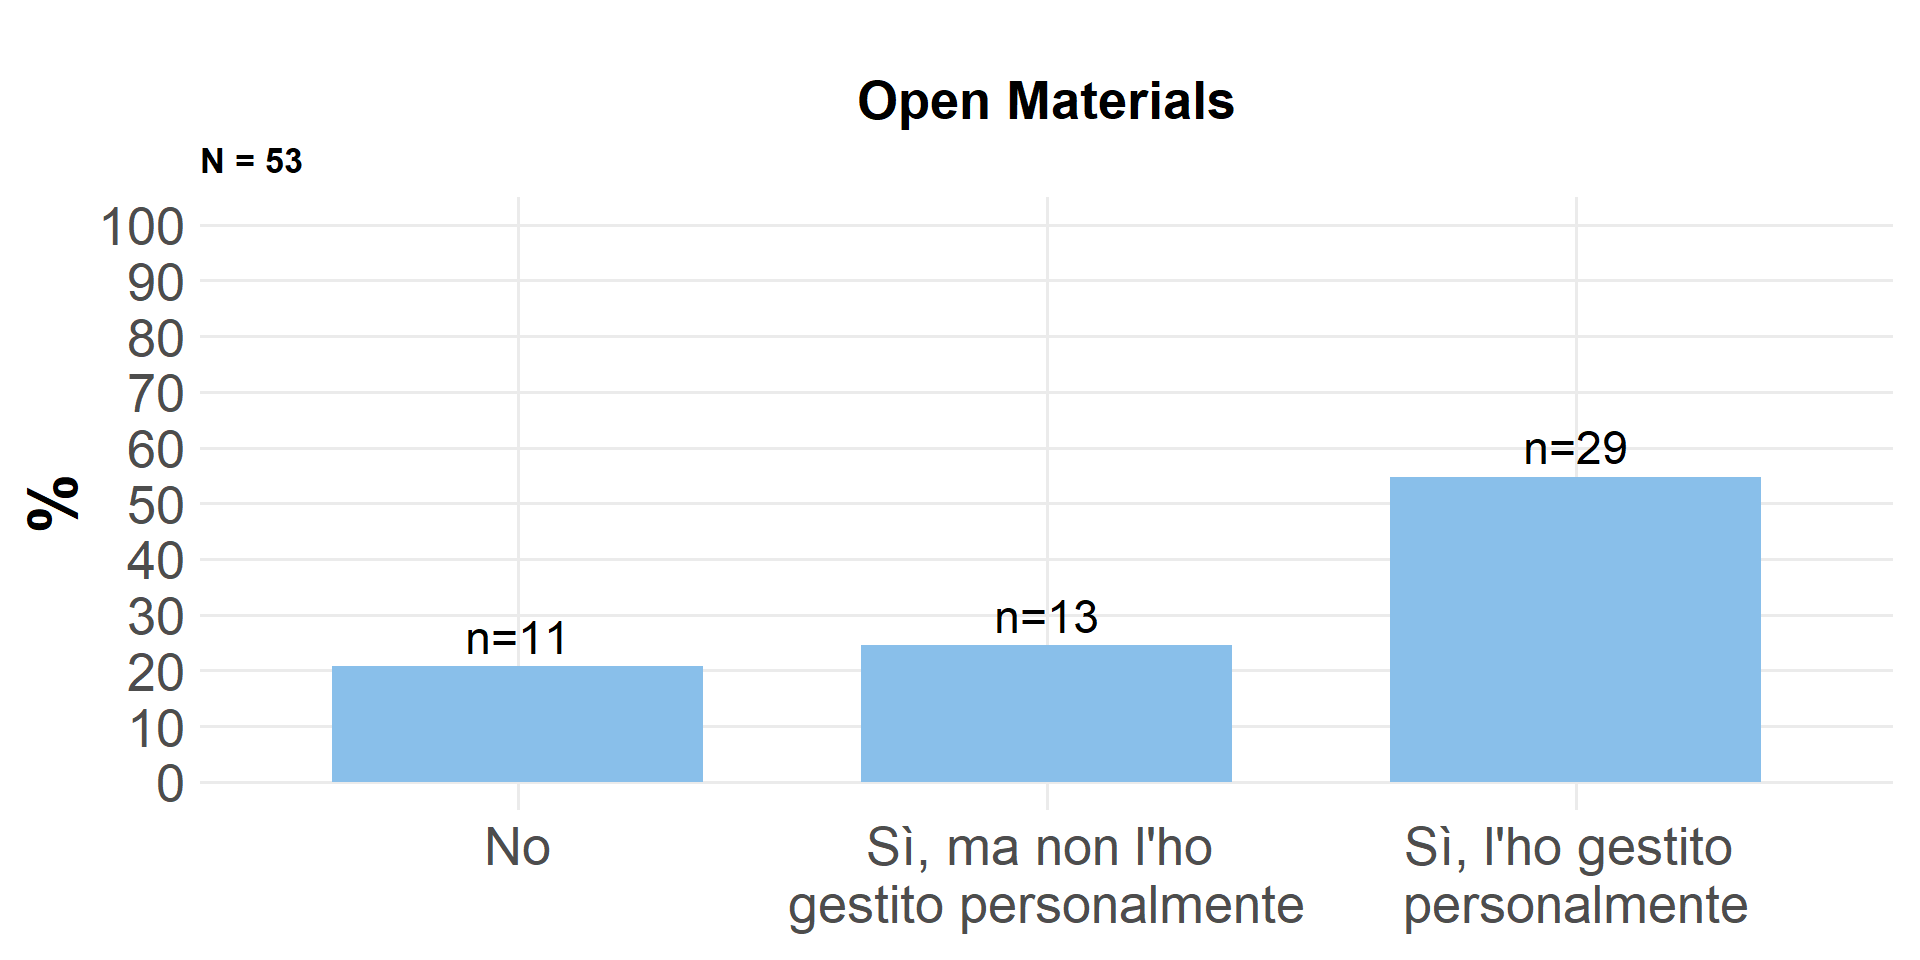 Open Materials
N = 53
100
90
80
70
60
50
40
30
20
10
0
%
n=11
n=13
n=29
No
Sì, ma non l'ho
gestito personalmente
Sì, l'ho gestito
personalmente